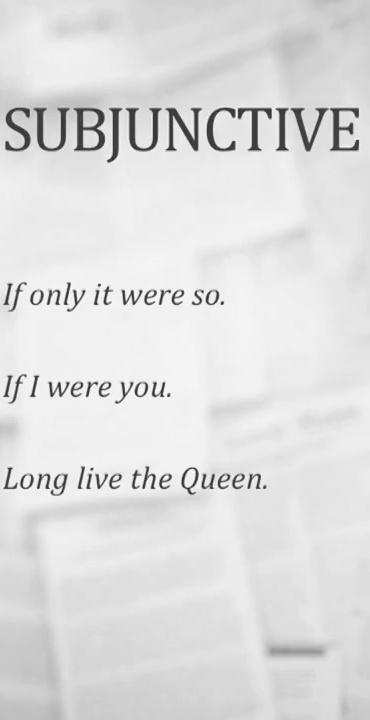 SUBJUNCTIVE
If only it were so.
If I were you.
Long live the Queen.